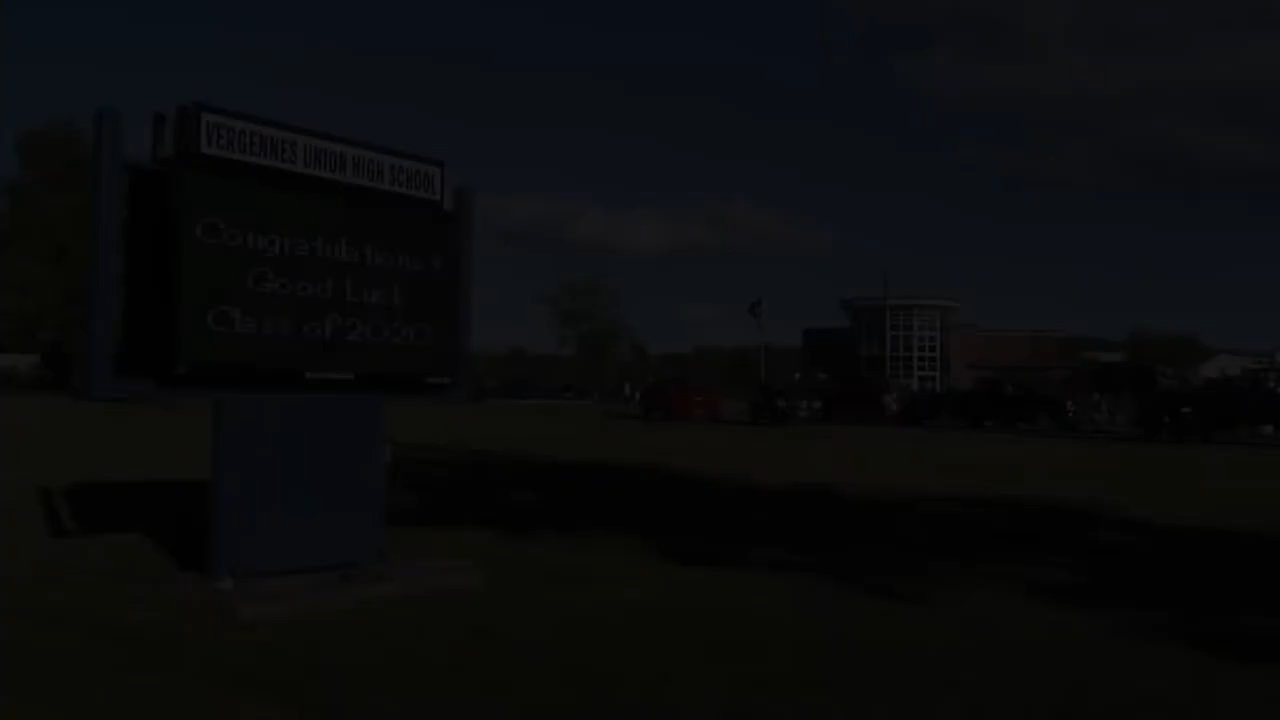 VERGENNES UNION HIGH SCHOOL
Congratulations &
Good Luck
Class of 2020